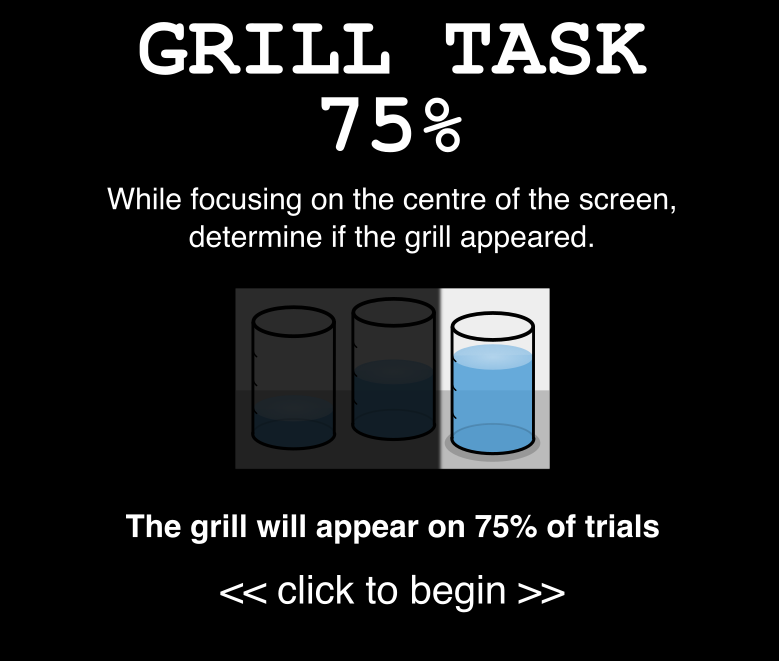 GRILL TASK
75%
While focusing on the centre of the screen,
determine if the grill appeared.
The grill will appear on 75% of trials
<< click to begin >>